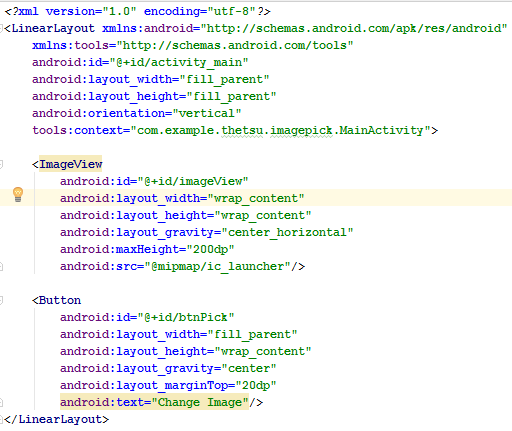 <?xml version="1.0" encoding="utf-8"?>
<LinearLayout xmlns:android="http://schemas.android.com/apk/res/android"
    xmlns:tools="http://schemas.android.com/tools"
    android:id="@+id/activity_main"
    android:layout_width="fill_parent"
    android:layout_height="fill_parent"
    android:orientation="vertical"
    tools:context="com.example.thetsu.imagepick.MainActivity">

    <ImageView
        android:id="@+id/imageView"
        android:layout_width="wrap_content"
        android:layout_height="wrap_content"
        android:layout_gravity="center_horizontal"
        android:maxHeight="200dp"
        android:src="@mipmap/ic_launcher"/>

    <Button
        android:id="@+id/btnPick"
        android:layout_width="fill_parent"
        android:layout_height="wrap_content"
        android:layout_gravity="center"
        android:layout_marginTop="20dp"
        android:text="Change Image"/>
</LinearLayout>